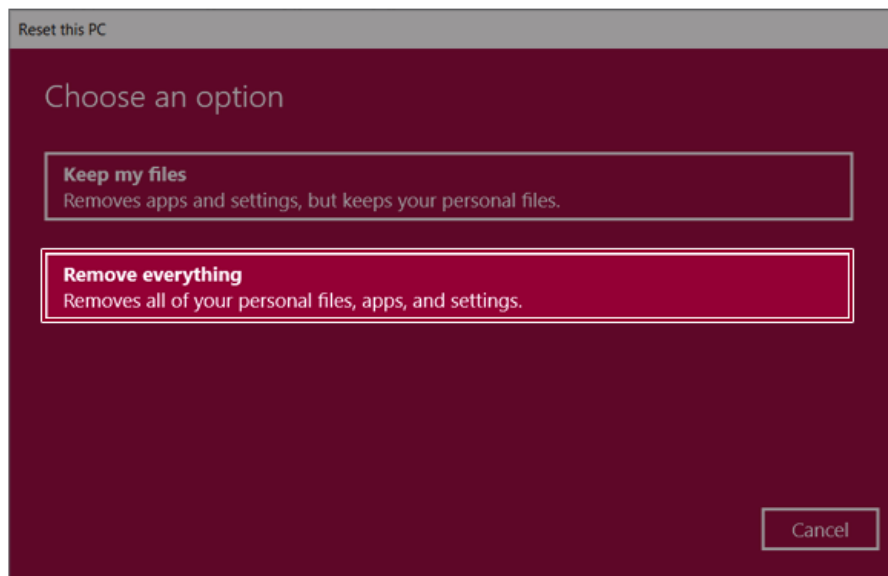 Reset this PC
Choose an option
Keep my files
Removes apps and settings, but keeps your personal files.
Remove everything
Removes all of your personal files, apps, and settings.
Cancel